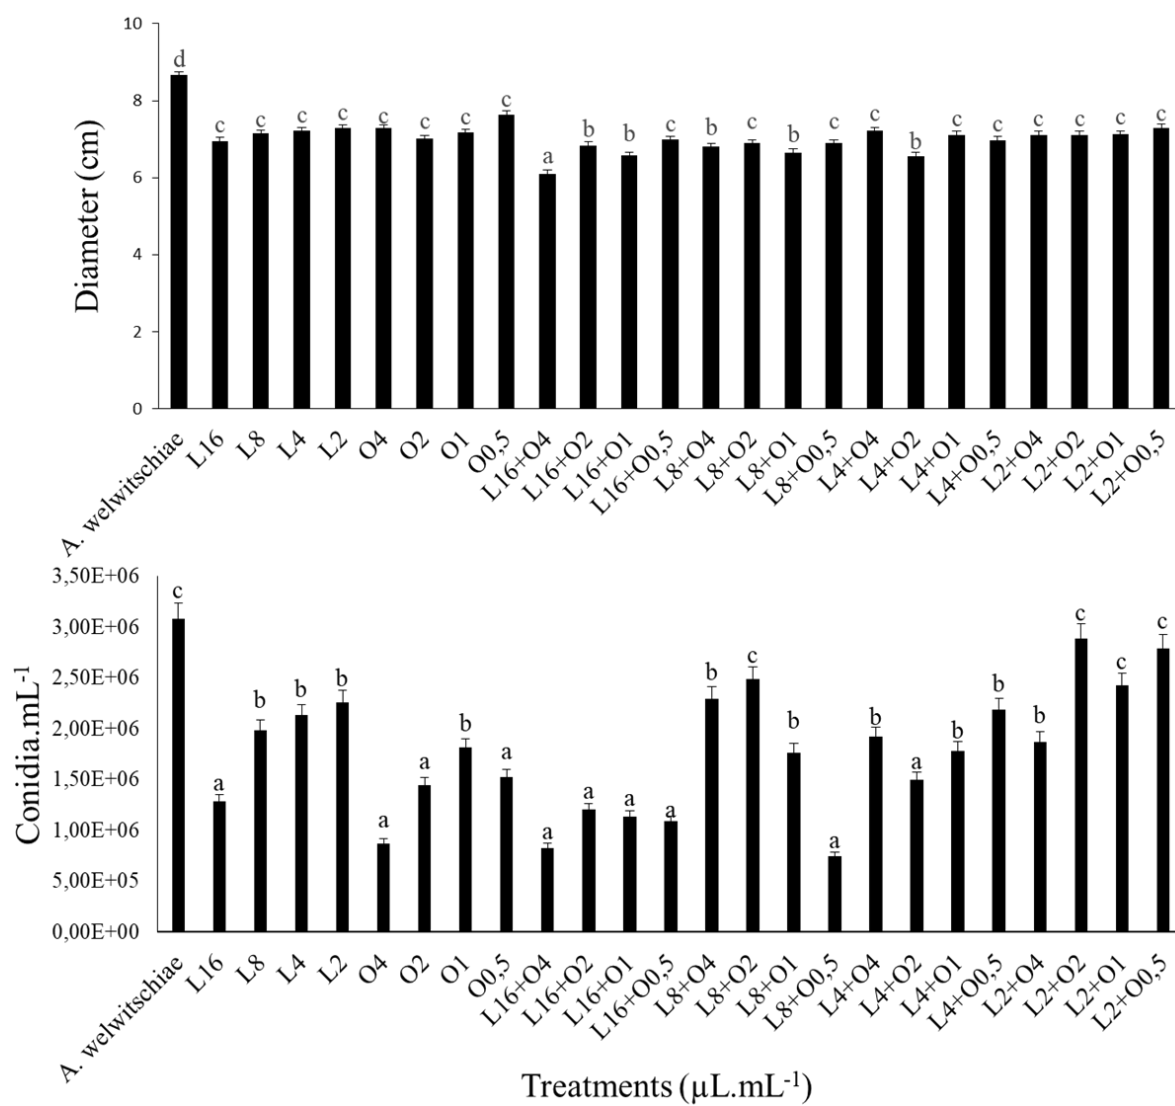 10
8
6
4
2
0
Diameter (cm)
d c c c c c c c c a b b c b c b c c b c c c c c c
A. welwitschiae L16 L8 L4 L2 O4 O2 O1 O0,5 L16+O4 L16+O2 L16+O1 L16+O0,5 L8+O4 L8+O2 L8+O1 L8+O0,5 L4+O4 L4+O2 L4+O1 L4+O0,5 L2+O4 L2+O2 L2+O1 L2+O0,5
3,50E+06
3,00E+06
2,50E+06
2,00E+06
1,50E+06
1,00E+06
5,00E+05
0,00E+00
Conidia.mL-1
c a b b b a a b a a a a a b c b a b a b b b c c c
A. welwitschiae L16 L8 L4 L2 O4 O2 O1 O0,5 L16+O4 L16+O2 L16+O1 L16+O0,5 L8+O4 L8+O2 L8+O1 L8+O0,5 L4+O4 L4+O2 L4+O1 L4+O0,5 L2+O4 L2+O2 L2+O1 L2+O0,5
Treatments (µL.mL-1)